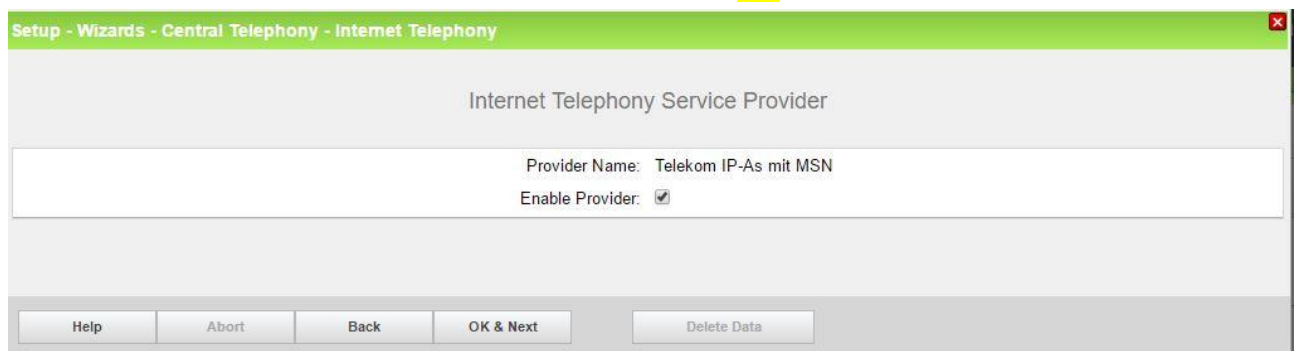 Setup - Wizards - Central Telephony - Internet Telephony
Internet Telephony Service Provider
Provider Name: Telekom IP-As mit MSN
Enable Provider:
Help Abort Back OK & Next Delete Data